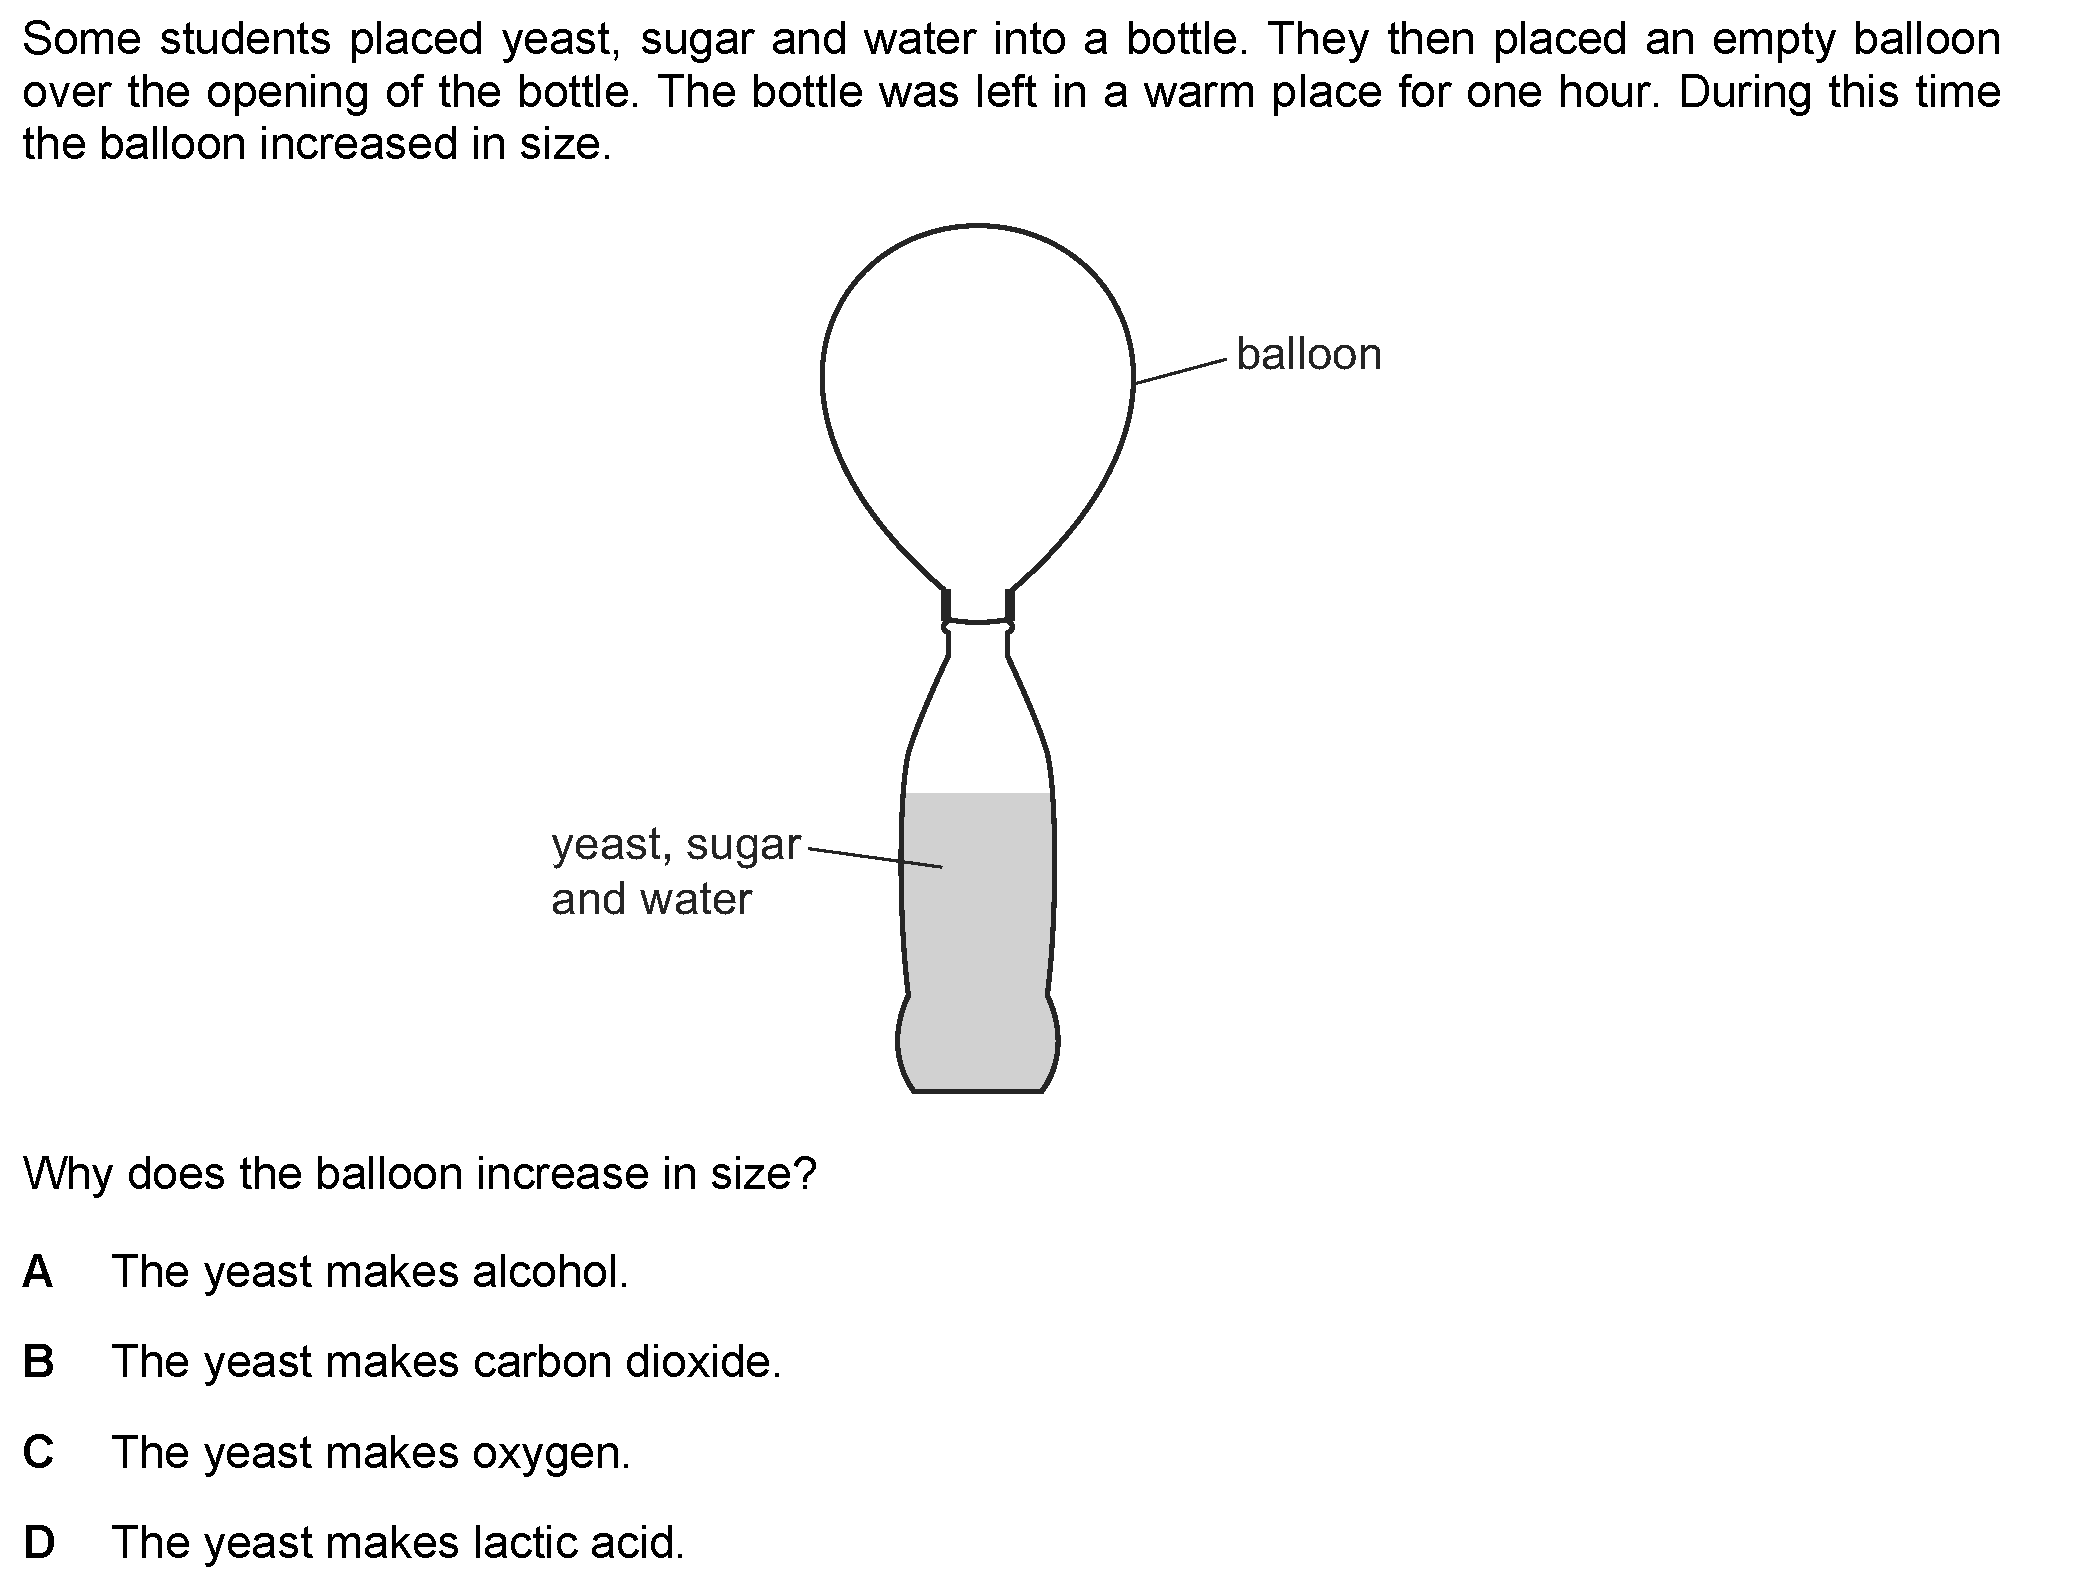 Some students placed yeast, sugar and water into a bottle. They then placed an empty balloon
over the opening of the bottle. The bottle was left in a warm place for one hour. During this time
the balloon increased in size.
balloon
yeast, sugar
and water
Why does the balloon increase in size?
A The yeast makes alcohol.
B The yeast makes carbon dioxide.
C The yeast makes oxygen.
D The yeast makes lactic acid.